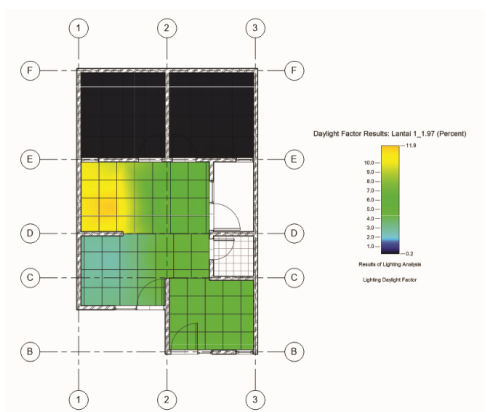 1 2 3
F F
Daylight Factor Results: Lantai 1_1.97 (Percent)
11.9
E E
10.0
9.0
8.0
7.0
6.0
5.0
4.0
3.0
D D
2.0
1.0
0.2
Results of Lighting Analysis
C C
Lighting Daylight Factor
B B
1 2 3